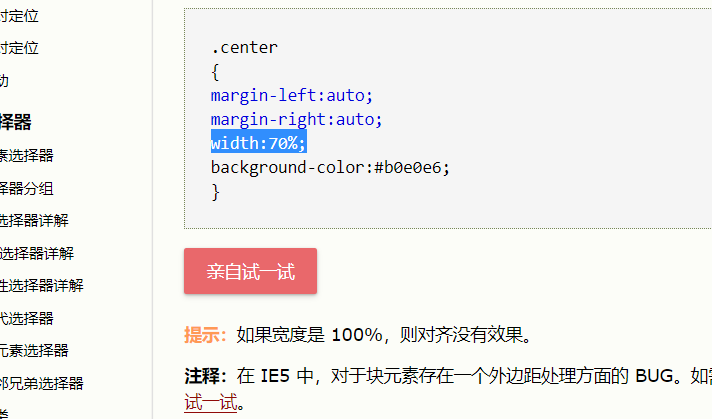 对定位
对定位
动
择器
素选择器
择器分组
选择器详解
选择器详解
性选择器详解
代选择器
元素选择器
邻兄弟选择器
类
.center
{
margin-left:auto;
margin-right:auto;
width:70%;
background-color:#b0e0e6;
}
亲自试一试
提示：如果宽度是 100%，则对齐没有效果。
注释：在 IE5 中，对于块元素存在一个外边距处理方面的 BUG。如需
试一试。